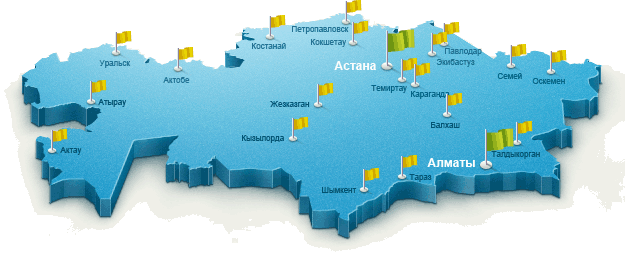 Петропавловск
Костанай
Кокшетау
Павлодар
Уральск
Астана
Экибастуз
Актобе
Семей
Оскемен
Темиртау
Караганда
Атырау
Жезказган
Балхаш
Кызылорда
Актау
Талдыкорган
Алматы
Тараз
Шымкент